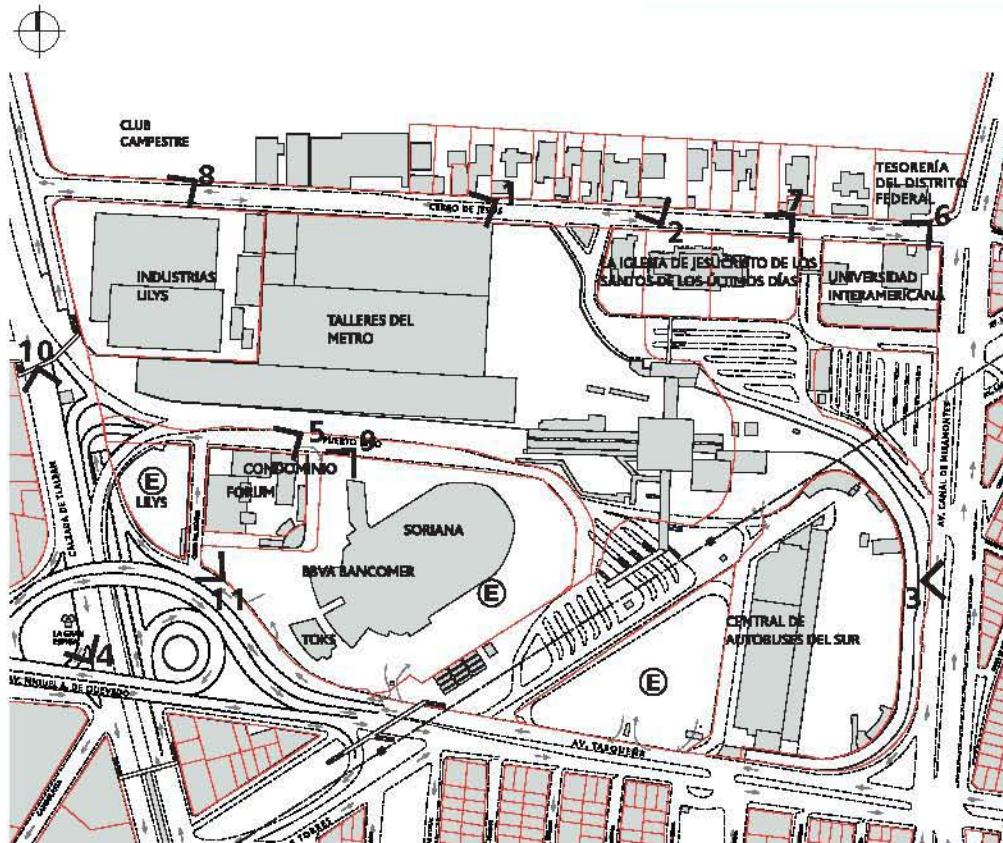 CLUB
CAMPESTRE
8
1
CERRO DE JESÚS
2
7
TESORERÍA
DEL DISTRITO
FEDERAL
6
LA IGLESIA DE JESUCRISTO DE LOS
SANTOS DE LOS ÚLTIMOS DÍAS
UNIVERSIDAD
INTERAMERICANA
INDUSTRIAS
LILYS
TALLERES DEL
METRO
10
5
9
CONDOMINIO
FORUM
E
LILYS
CALZADA DE TLALPAN
SORIANA
BBVA BANCOMER
E
TOKS
11
AV. CANAL DE MIRAMONTES
3
CENTRAL DE
AUTOBUSES DEL SUR
E
4
AV. MIGUEL A. DE QUEVEDO
AV. TASQUEÑA
TORRES